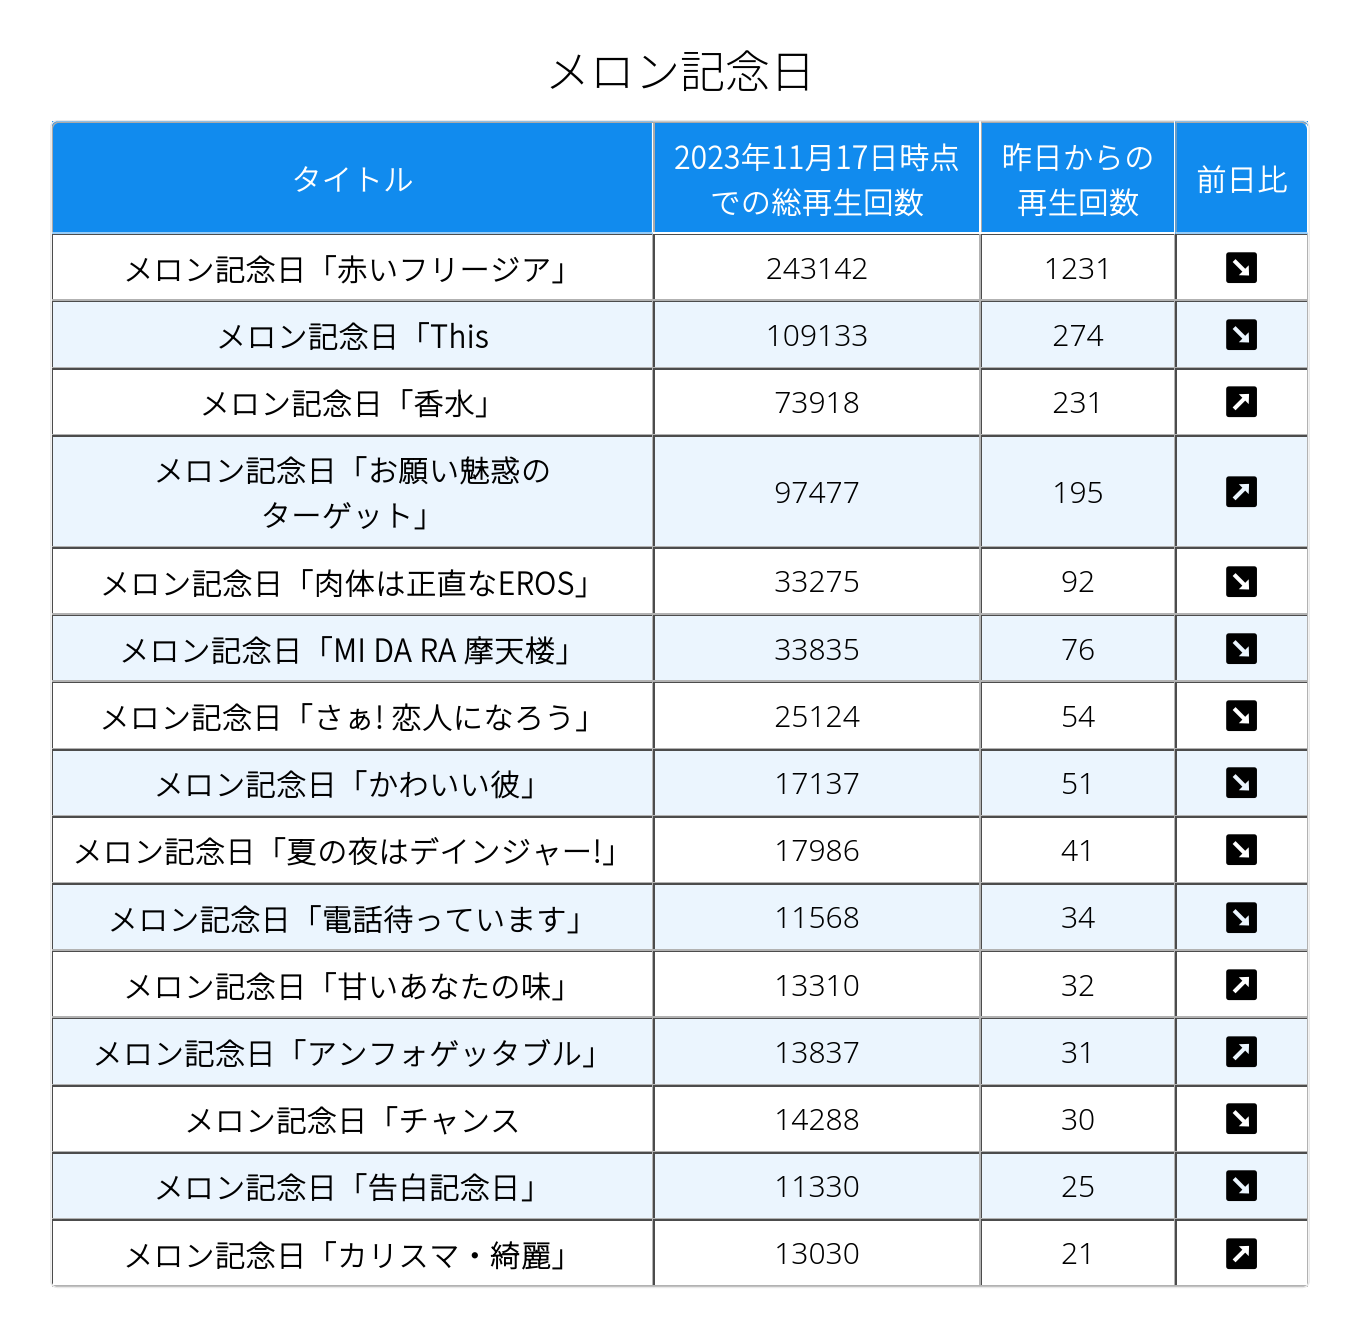 メロン記念日
タイトル
2023年11月17日時点
での総再生回数
昨日からの
再生回数
前日比
メロン記念日「赤いフリージア」 243142 1231 ↘
メロン記念日「This 109133 274 ↘
メロン記念日「香水」 73918 231 ↗
メロン記念日「お願い魅惑の
ターゲット」 97477 195 ↗
メロン記念日「肉体は正直なEROS」 33275 92 ↘
メロン記念日「MI DA RA 摩天楼」 33835 76 ↘
メロン記念日「さぁ! 恋人になろう」 25124 54 ↘
メロン記念日「かわいい彼」 17137 51 ↘
メロン記念日「夏の夜はデインジャー!」 17986 41 ↘
メロン記念日「電話待っています」 11568 34 ↘
メロン記念日「甘いあなたの味」 13310 32 ↗
メロン記念日「アンフォゲッタブル」 13837 31 ↗
メロン記念日「チャンス 14288 30 ↘
メロン記念日「告白記念日」 11330 25 ↘
メロン記念日「カリスマ・綺麗」 13030 21 ↗